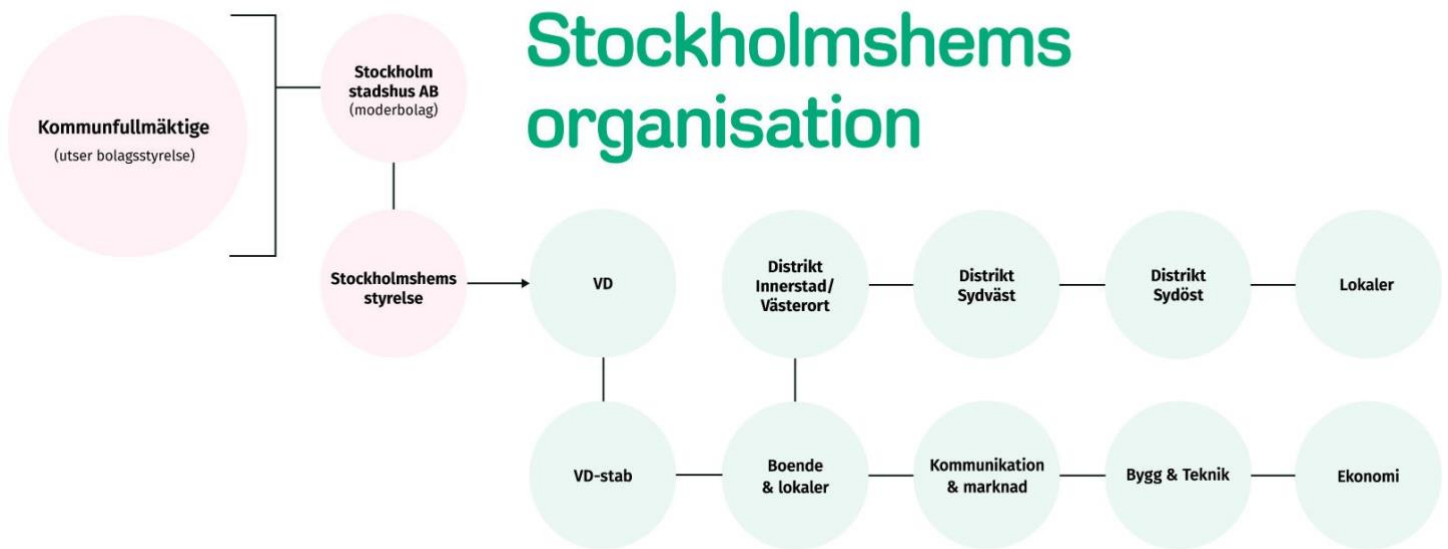 Stockholmshems
organisation
Kommunfullmäktige
(utser bolagsstyrelse)
Stockholm
stadshus AB
(moderbolag)
Stockholmshems
styrelse
VD
Distrikt
Innerstad/
Västerort
Distrikt
Sydväst
Distrikt
Sydöst
Lokaler
VD-stab
Boende
& lokaler
Kommunikation
& marknad
Bygg & Teknik
Ekonomi